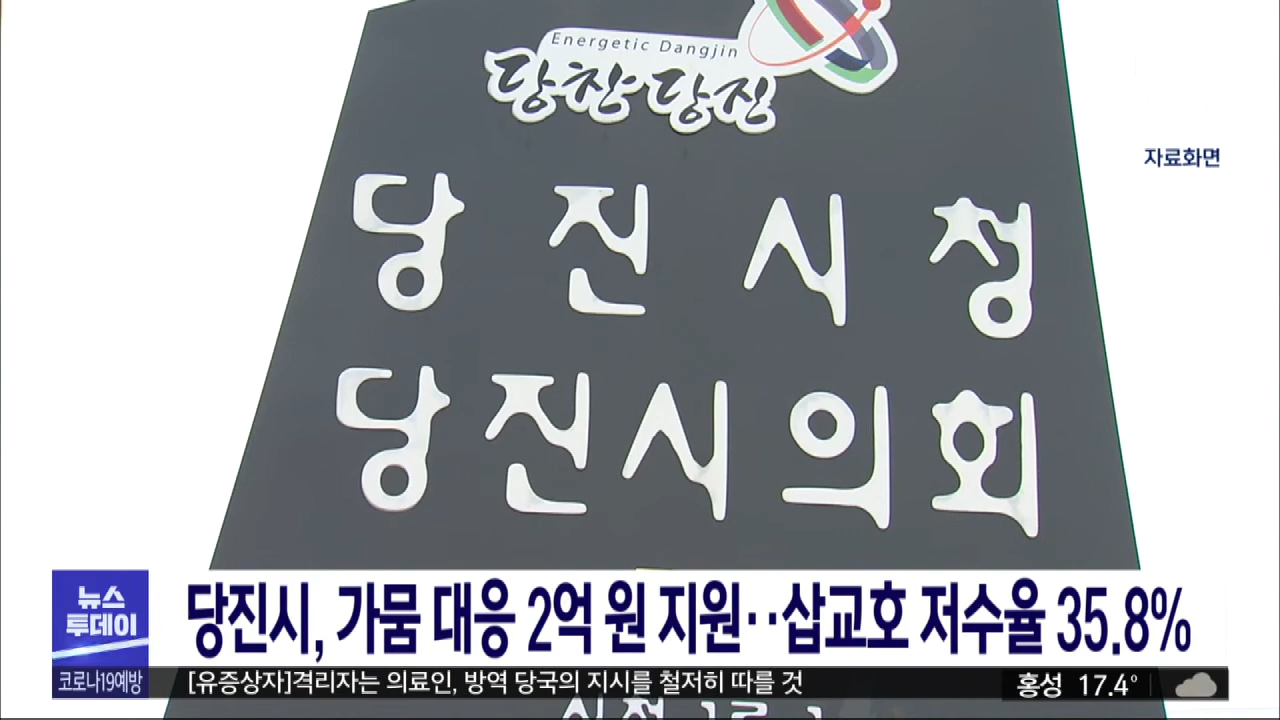 Energetic Dangjin
당찬 당진
자료화면
당진시청
당진시의회
뉴스
투데이
당진시, 가뭄 대응 2억 원 지원‥삽교호 저수율 35.8%
코로나19예방
[유증상자]격리자는 의료인, 방역 당국의 지시를 철저히 따를 것
홍성 17.4°